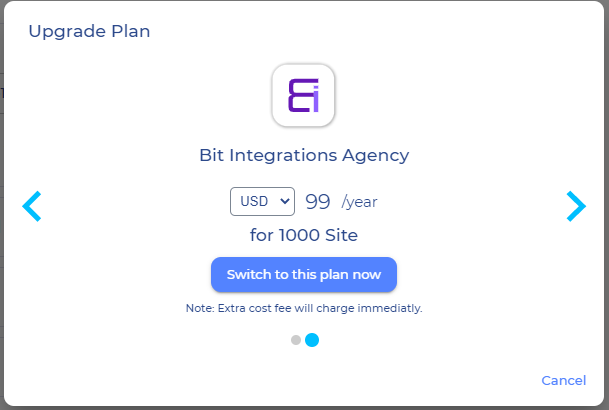 Upgrade Plan
Bit Integrations Agency
USD 99 /year
for 1000 Site
Switch to this plan now
Note: Extra cost fee will charge immediatly.
Cancel